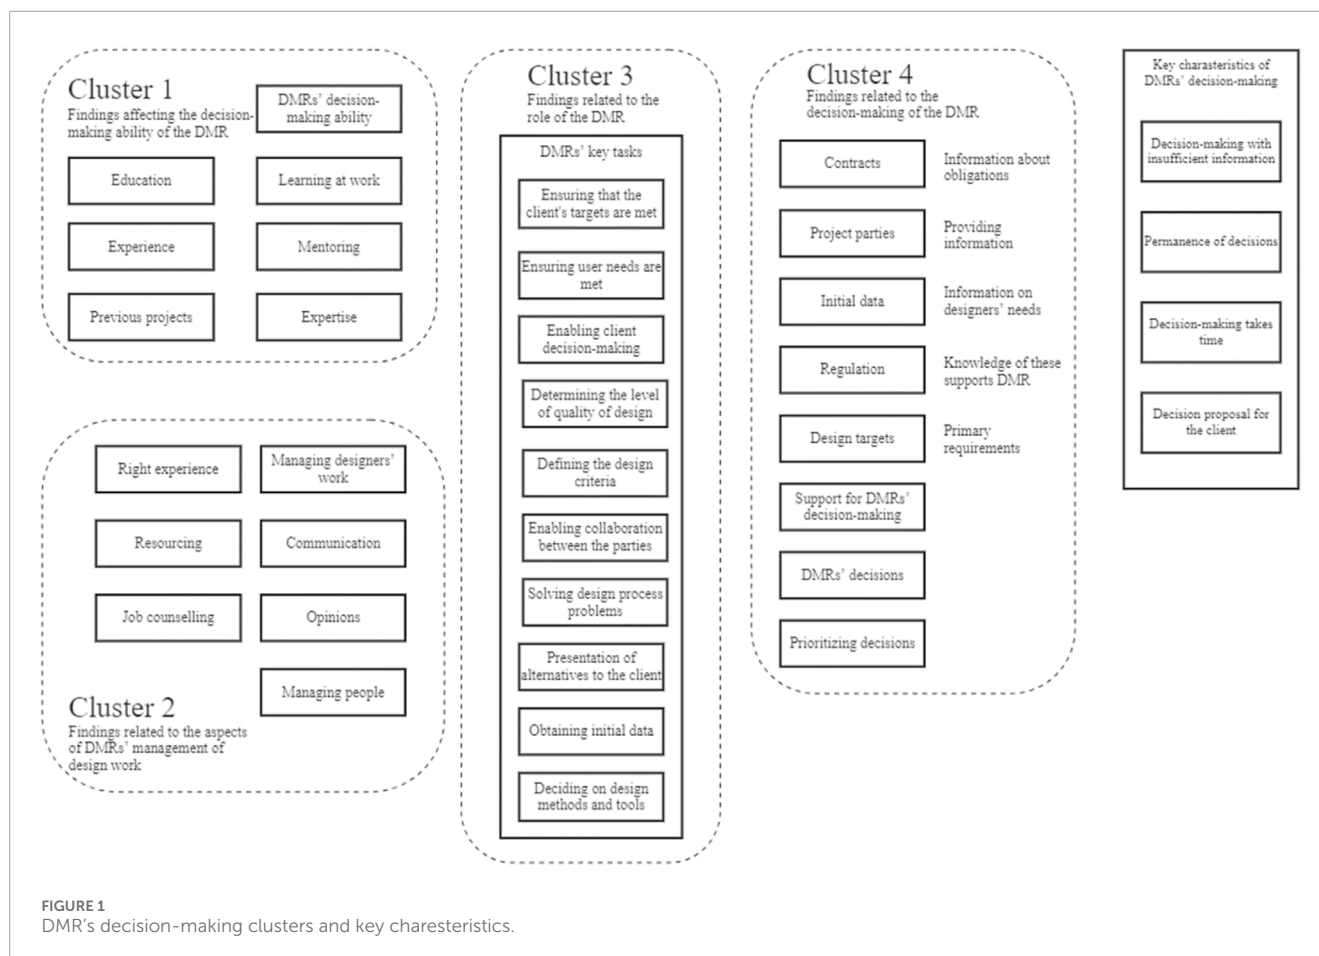 Cluster 1
Findings affecting the decision-
making ability of the DMR
DMRs' decision-
making ability
Education
Learning at work
Experience
Mentoring
Previous projects
Expertise
Right experience
Managing designers'
work
Resourcing
Communication
Job counselling
Opinions
Managing people
Cluster 2
Findings related to the aspects
of DMRs' management of
design work
Cluster 3
Findings related to the
role of the DMR
DMRs' key tasks
Ensuring that the
client's targets are met
Ensuring user needs are
met
Enabling client
decision-making
Determining the level
of quality of design
Defining the design
criteria
Enabling collaboration
between the parties
Solving design process
problems
Presentation of
alternatives to the client
Obtaining initial data
Deciding on design
methods and tools
Cluster 4
Findings related to the
decision-making of the DMR
Contracts
Information about
obligations
Project parties
Providing
information
Initial data
Information on
designers' needs
Regulation
Knowledge of these
supports DMR
Design targets
Primary
requirements
Support for DMRs'
decision-making
DMRs' decisions
Prioritizing decisions
Key charasteristics of
DMRs' decision-making
Decision-making with
insufficient information
Permanence of decisions
Decision-making takes
time
Decision proposal for
the client
FIGURE 1
DMR's decision-making clusters and key charesteristics.